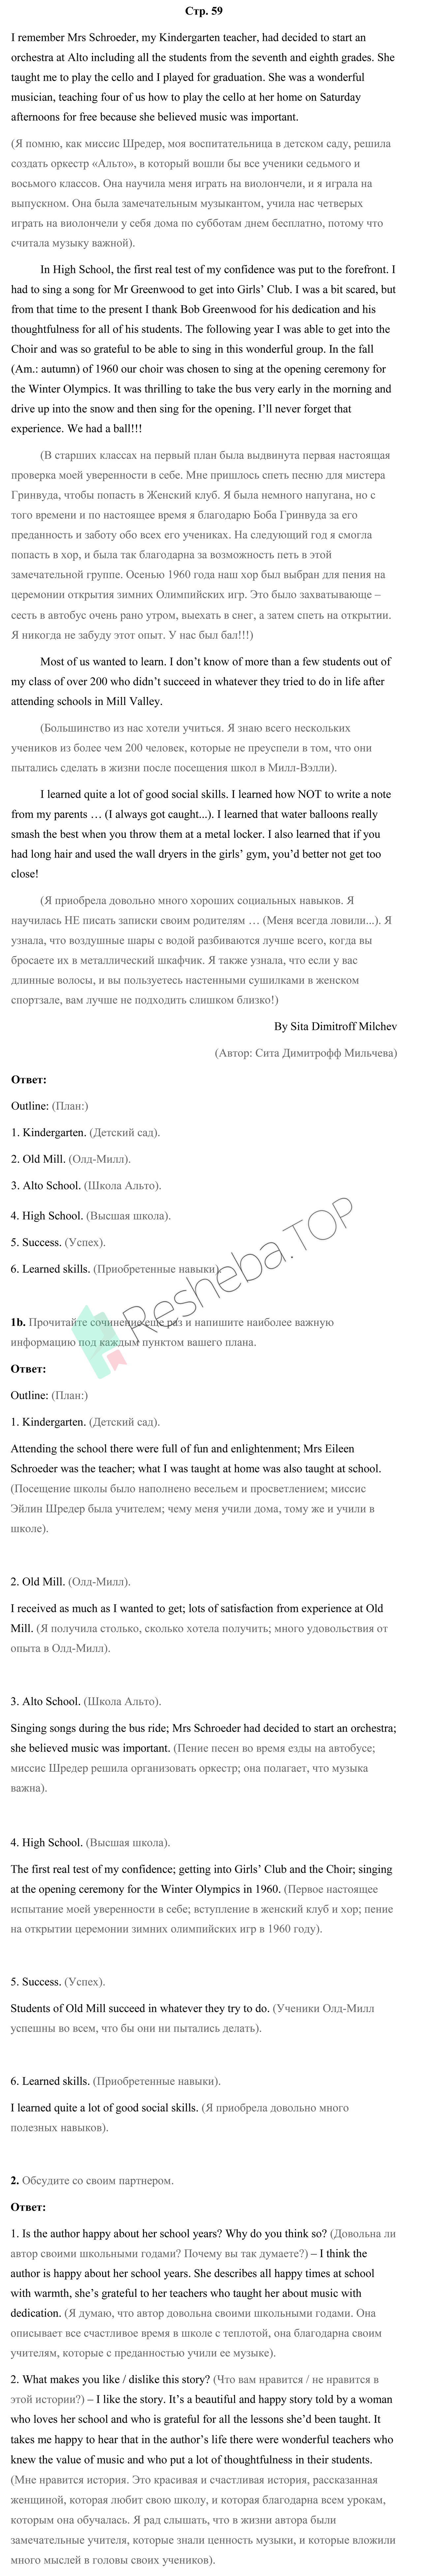 Стр. 59
I remember Mrs Schroeder, my Kindergarten teacher, had decided to start an
orchestra at Alto including all the students from the seventh and eighth grades. She
taught me to play the cello and I played for graduation. She was a wonderful
musician, teaching four of us how to play the cello at her home on Saturday
afternoons for free because she believed music was important.
(Я помню, как миссис Шредер, моя воспитательница в детском саду, решила
создать оркестр «Альто», в который вошли бы все ученики седьмого и
восьмого классов. Она научила меня играть на виолончели, и я играла на
выпускном. Она была замечательным музыкантом, учила нас четверых
играть на виолончели у себя дома по субботам днем бесплатно, потому что
считала музыку важной).
In High School, the first real test of my confidence was put to the forefront. I
had to sing a song for Mr Greenwood to get into Girls’ Club. I was a bit scared, but
from that time to the present I thank Bob Greenwood for his dedication and his
thoughtfulness for all of his students. The following year I was able to get into the
Choir and was so grateful to be able to sing in this wonderful group. In the fall
(Am.: autumn) of 1960 our choir was chosen to sing at the opening ceremony for
the Winter Olympics. It was thrilling to take the bus very early in the morning and
drive up into the snow and then sing for the opening. I’ll never forget that
experience. We had a ball!!!
(В старших классах на первый план была выдвинута первая настоящая
проверка моей уверенности в себе. Мне пришлось спеть песню для мистера
Гринвуда, чтобы попасть в Женский клуб. Я была немного напугана, но с
того времени и по настоящее время я благодарю Боба Гринвуда за его
преданность и заботу обо всех его учениках. На следующий год я смогла
попасть в хор, и была так благодарна за возможность петь в этой
замечательной группе. Осенью 1960 года наш хор был выбран для пения на
церемонии открытия зимних Олимпийских игр. Это было захватывающе –
сесть в автобус очень рано утром, выехать в снег, а затем спеть на открытии.
Я никогда не забуду этот опыт. У нас был бал!!!)
Most of us wanted to learn. I don’t know of more than a few students out of
my class of over 200 who didn’t succeed in whatever they tried to do in life after
attending schools in Mill Valley.
(Большинство из нас хотели учиться. Я знаю всего нескольких
учеников из более чем 200 человек, которые не преуспели в том, что они
пытались сделать в жизни после посещения школ в Милл-Вэлли).
I learned quite a lot of good social skills. I learned how NOT to write a note
from my parents … (I always got caught...). I learned that water balloons really
smash the best when you throw them at a metal locker. I also learned that if you
had long hair and used the wall dryers in the girls’ gym, you’d better not get too
close!
(Я приобрела довольно много хороших социальных навыков. Я
научилась НЕ писать записки своим родителям … (Меня всегда ловили...). Я
узнала, что воздушные шары с водой разбиваются лучше всего, когда вы
бросаете их в металлический шкафчик. Я также узнала, что если у вас
длинные волосы, и вы пользуетесь настенными сушилками в женском
спортзале, вам лучше не подходить слишком близко!)
By Sita Dimitroff Milchev
(Автор: Сита Димитрофф Мильчева)
Ответ:
Outline: (План:)
1. Kindergarten. (Детский сад).
2. Old Mill. (Олд-Милл).
3. Alto School. (Школа Альто).
4. High School. (Высшая школа).
5. Success. (Успех).
6. Learned skills. (Приобретенные навыки).
Resheba.TOP
1b. Прочитайте сочинение еще раз и напишите наиболее важную
информацию под каждым пунктом вашего плана.
Ответ:
Outline: (План:)
1. Kindergarten. (Детский сад).
Attending the school there were full of fun and enlightenment; Mrs Eileen
Schroeder was the teacher; what I was taught at home was also taught at school.
(Посещение школы было наполнено весельем и просветлением; миссис
Эйлин Шредер была учителем; чему меня учили дома, тому же и учили в
школе).
2. Old Mill. (Олд-Милл).
I received as much as I wanted to get; lots of satisfaction from experience at Old
Mill. (Я получила столько, сколько хотела получить; много удовольствия от
опыта в Олд-Милл).
3. Alto School. (Школа Альто).
Singing songs during the bus ride; Mrs Schroeder had decided to start an orchestra;
she believed music was important. (Пение песен во время езды на автобусе;
миссис Шредер решила организовать оркестр; она полагает, что музыка
важна).
4. High School. (Высшая школа).
The first real test of my confidence; getting into Girls’ Club and the Choir; singing
at the opening ceremony for the Winter Olympics in 1960. (Первое настоящее
испытание моей уверенности в себе; вступление в женский клуб и хор; пение
на открытии церемонии зимних олимпийских игр в 1960 году).
5. Success. (Успех).
Students of Old Mill succeed in whatever they try to do. (Ученики Олд-Милл
успешны во всем, что бы они ни пытались делать).
6. Learned skills. (Приобретенные навыки).
I learned quite a lot of good social skills. (Я приобрела довольно много
полезных навыков).
2. Обсудите со своим партнером.
Ответ:
1. Is the author happy about her school years? Why do you think so? (Довольна ли
автор своими школьными годами? Почему вы так думаете?) – I think the
author is happy about her school years. She describes all happy times at school
with warmth, she’s grateful to her teachers who taught her about music with
dedication. (Я думаю, что автор довольна своими школьными годами. Она
описывает все счастливое время в школе с теплотой, она благодарна своим
учителям, которые с преданностью учили ее музыке).
2. What makes you like / dislike this story? (Что вам нравится / не нравится в
этой истории?) – I like the story. It’s a beautiful and happy story told by a woman
who loves her school and who is grateful for all the lessons she’d been taught. It
takes me happy to hear that in the author’s life there were wonderful teachers who
knew the value of music and who put a lot of thoughtfulness in their students.
(Мне нравится история. Это красивая и счастливая история, рассказанная
женщиной, которая любит свою школу, и которая благодарна всем урокам,
которым она обучалась. Я рад слышать, что в жизни автора были
замечательные учителя, которые знали ценность музыки, и которые вложили
много мыслей в головы своих учеников).